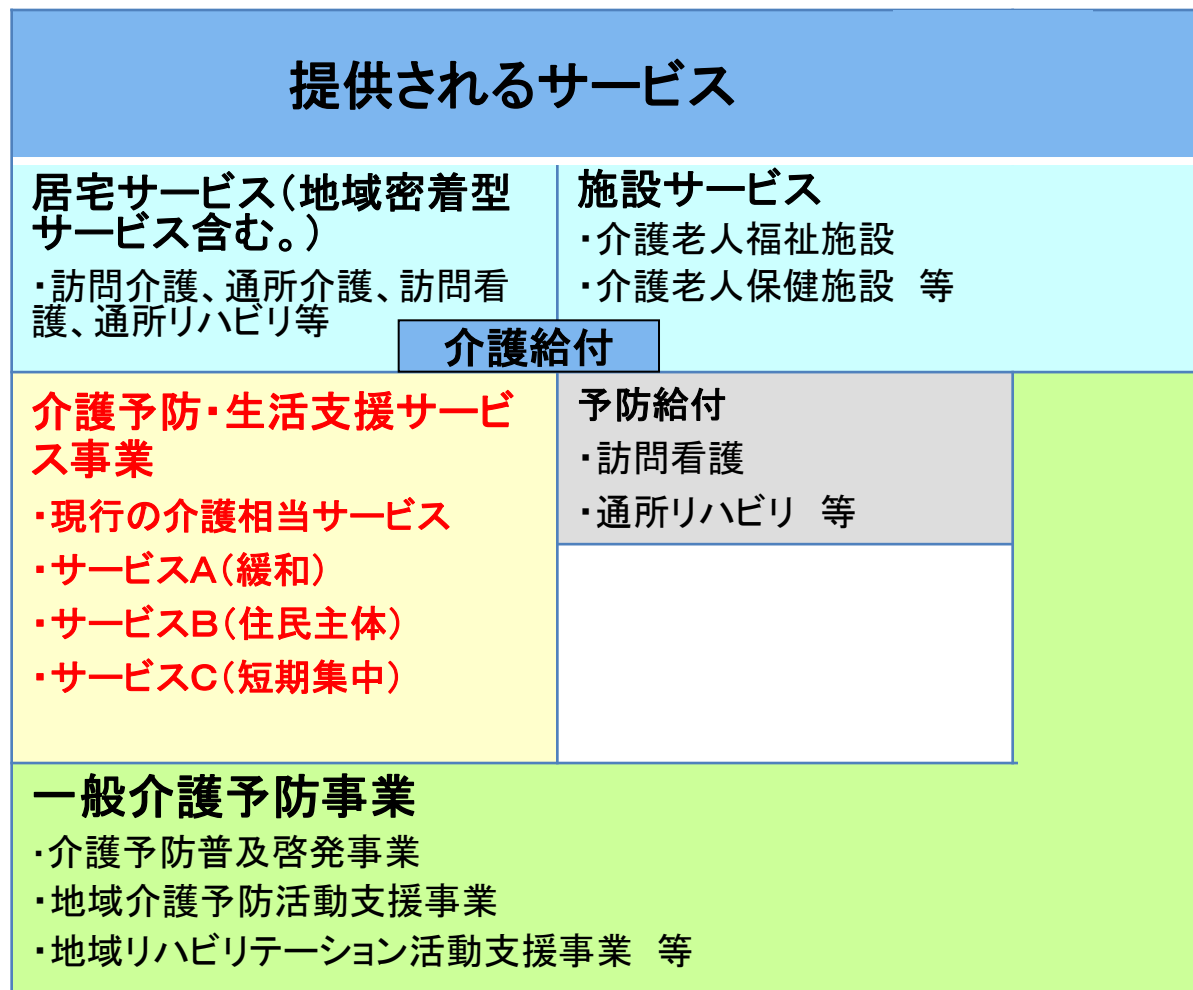 提供されるサービス
居宅サービス（地域密着型
サービス含む。）
・訪問介護、通所介護、訪問看
護、通所リハビリ等
施設サービス
・介護老人福祉施設
・介護老人保健施設　等
介護給付
介護予防・生活支援サービ
ス事業
・現行の介護相当サービス
・サービスＡ（緩和）
・サービスＢ（住民主体）
・サービスＣ（短期集中）
予防給付
・訪問看護
・通所リハビリ　等
一般介護予防事業
・介護予防普及啓発事業
・地域介護予防活動支援事業
・地域リハビリテーション活動支援事業　等